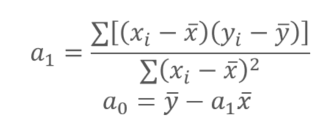 a₁ = ∑[(xᵢ − x̄)(yᵢ − ȳ)] / ∑(xᵢ − x̄)²
a₀ = ȳ − a₁x̄